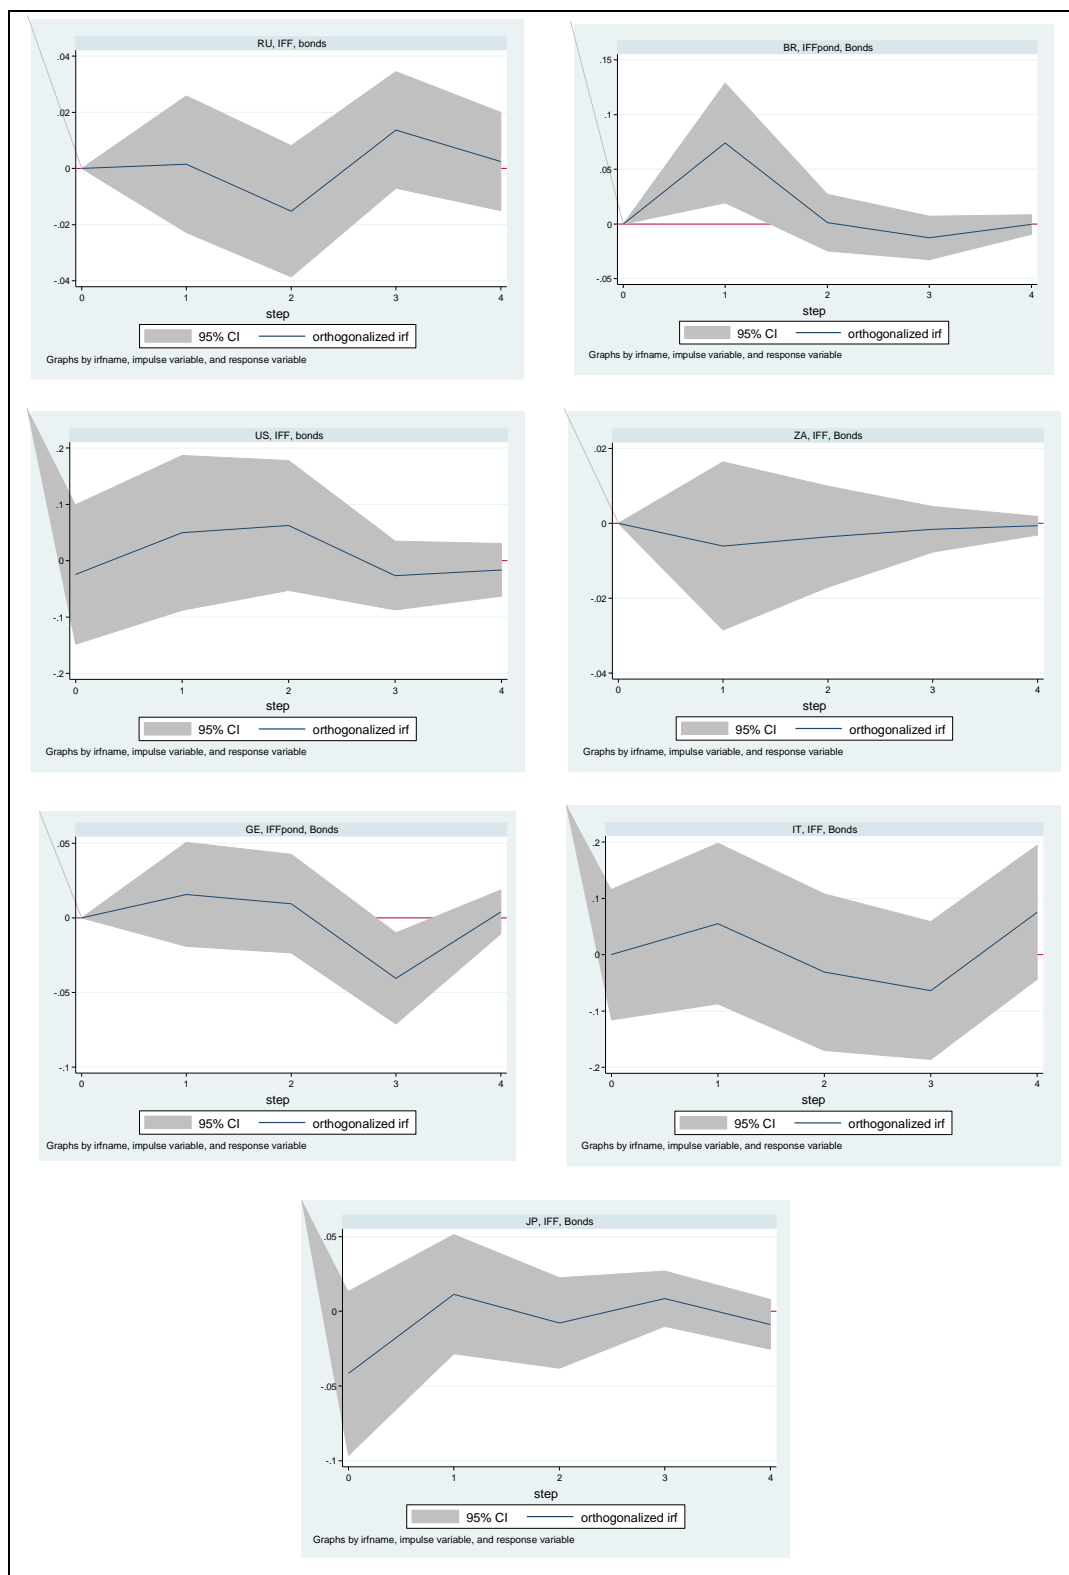 RU, IFF, bonds
.04
.02
0
-.02
-.04
0 1 2 3 4
step
95% CI orthogonalized irf
Graphs by irfname, impulse variable, and response variable
BR, IFFpond, Bonds
.15
.1
.05
0
-.05
0 1 2 3 4
step
95% CI orthogonalized irf
Graphs by irfname, impulse variable, and response variable
US, IFF, bonds
.2
.1
0
-.1
-.2
0 1 2 3 4
step
95% CI orthogonalized irf
Graphs by irfname, impulse variable, and response variable
ZA, IFF, Bonds
.02
0
-.02
-.04
0 1 2 3 4
step
95% CI orthogonalized irf
Graphs by irfname, impulse variable, and response variable
GE, IFFpond, Bonds
.05
0
-.05
-.1
0 1 2 3 4
step
95% CI orthogonalized irf
Graphs by irfname, impulse variable, and response variable
IT, IFF, Bonds
.2
.1
0
-.1
-.2
0 1 2 3 4
step
95% CI orthogonalized irf
Graphs by irfname, impulse variable, and response variable
JP, IFF, Bonds
.05
0
-.05
-.1
0 1 2 3 4
step
95% CI orthogonalized irf
Graphs by irfname, impulse variable, and response variable